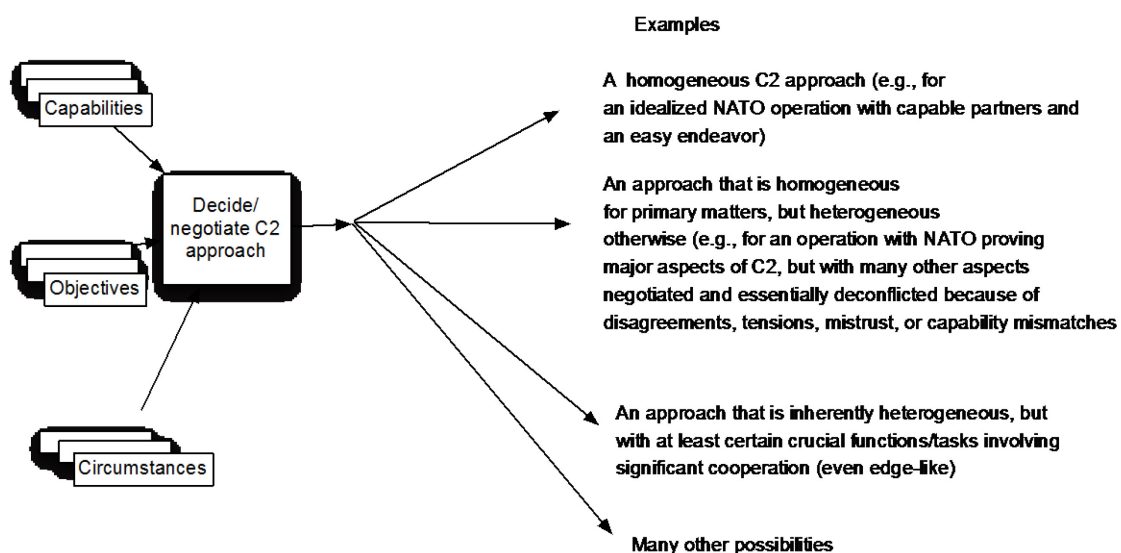 Examples
Capabilities
Objectives
Circumstances
Decide/
negotiate C2
approach
A homogeneous C2 approach (e.g., for
an idealized NATO operation with capable partners and
an easy endeavor)
An approach that is homogeneous
for primary matters, but heterogeneous
otherwise (e.g., for an operation with NATO proving
major aspects of C2, but with many other aspects
negotiated and essentially deconflicted because of
disagreements, tensions, mistrust, or capability mismatches
An approach that is inherently heterogeneous, but
with at least certain crucial functions/tasks involving
significant cooperation (even edge-like)
Many other possibilities